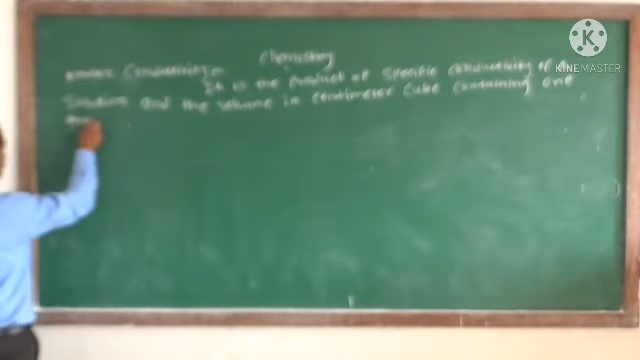 Chemistry
Conductivity:-
It is the product of specific conductivity of a
solution and the volume in centimeter cube containing one
KINEMASTER